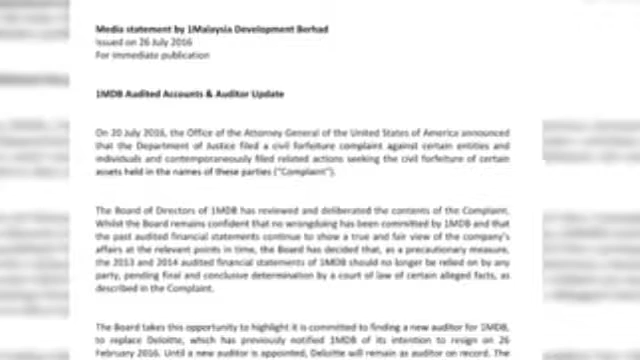 Media statement by 1Malaysia Development Berhad
Issued on 26 July 2016
For immediate publication
1MDB Audited Accounts & Auditor Update
On 20 July 2016, the Office of the Attorney General of the United States of America announced
that the Department of Justice filed a civil forfeiture complaint against certain entities and
individuals and contemporaneously filed related actions seeking the civil forfeiture of certain
assets held in the names of these parties ("Complaint").
The Board of Directors of 1MDB has reviewed and deliberated the contents of the Complaint.
Whilst the Board remains confident that no wrongdoing has been committed by 1MDB and that
the past audited financial statements continue to show a true and fair view of the company's
affairs at the relevant points in time, the Board has decided that, as a precautionary measure,
the 2013 and 2014 audited financial statements of 1MDB should no longer be relied on by any
party, pending final and conclusive determination by a court of law of certain alleged facts, as
described in the Complaint.
The Board takes this opportunity to highlight it is committed to finding a new auditor for 1MDB,
to replace Deloitte, which has previously notified 1MDB of its intention to resign on 26
February 2016. Until a new auditor is appointed, Deloitte will remain as auditor on record. The